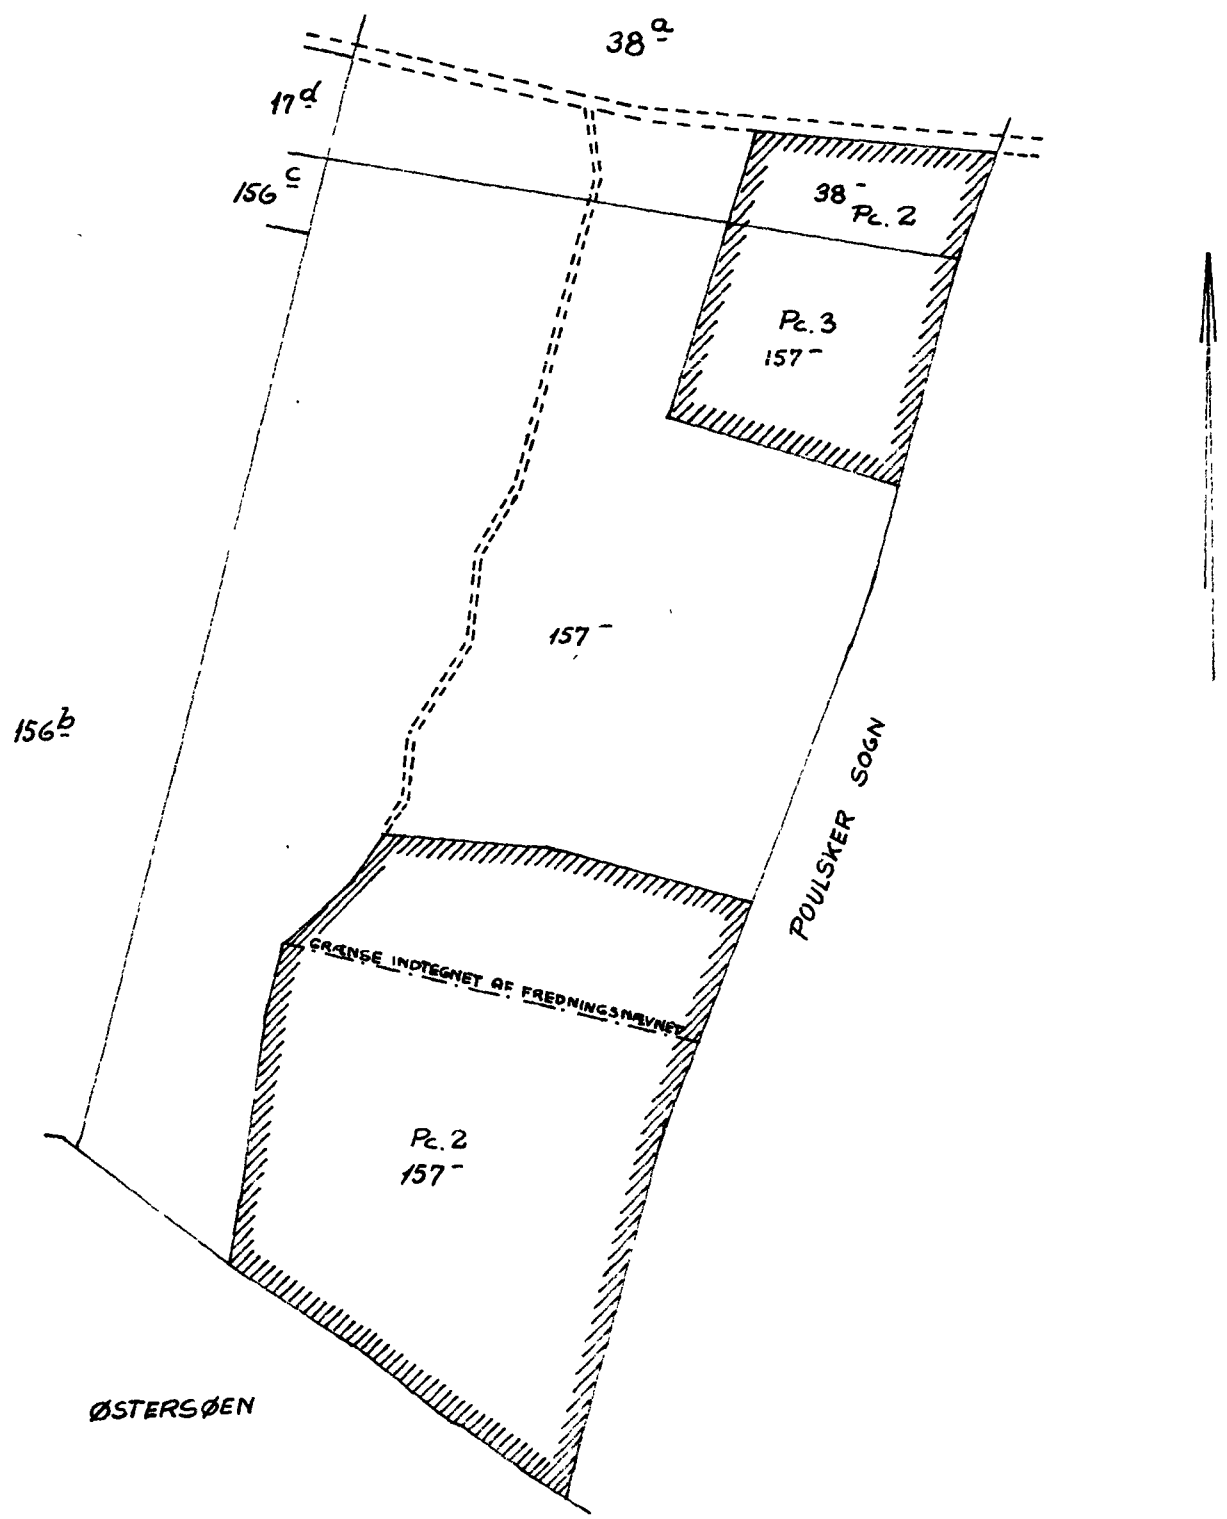 38a
17d
156c
38-
Pc. 2
Pc. 3
157-
157-
156b
POULSKER SOGN
GRÆNSE INDTEGNET AF FREDNINGSNÆVNET
Pc. 2
157-
ØSTERSØEN